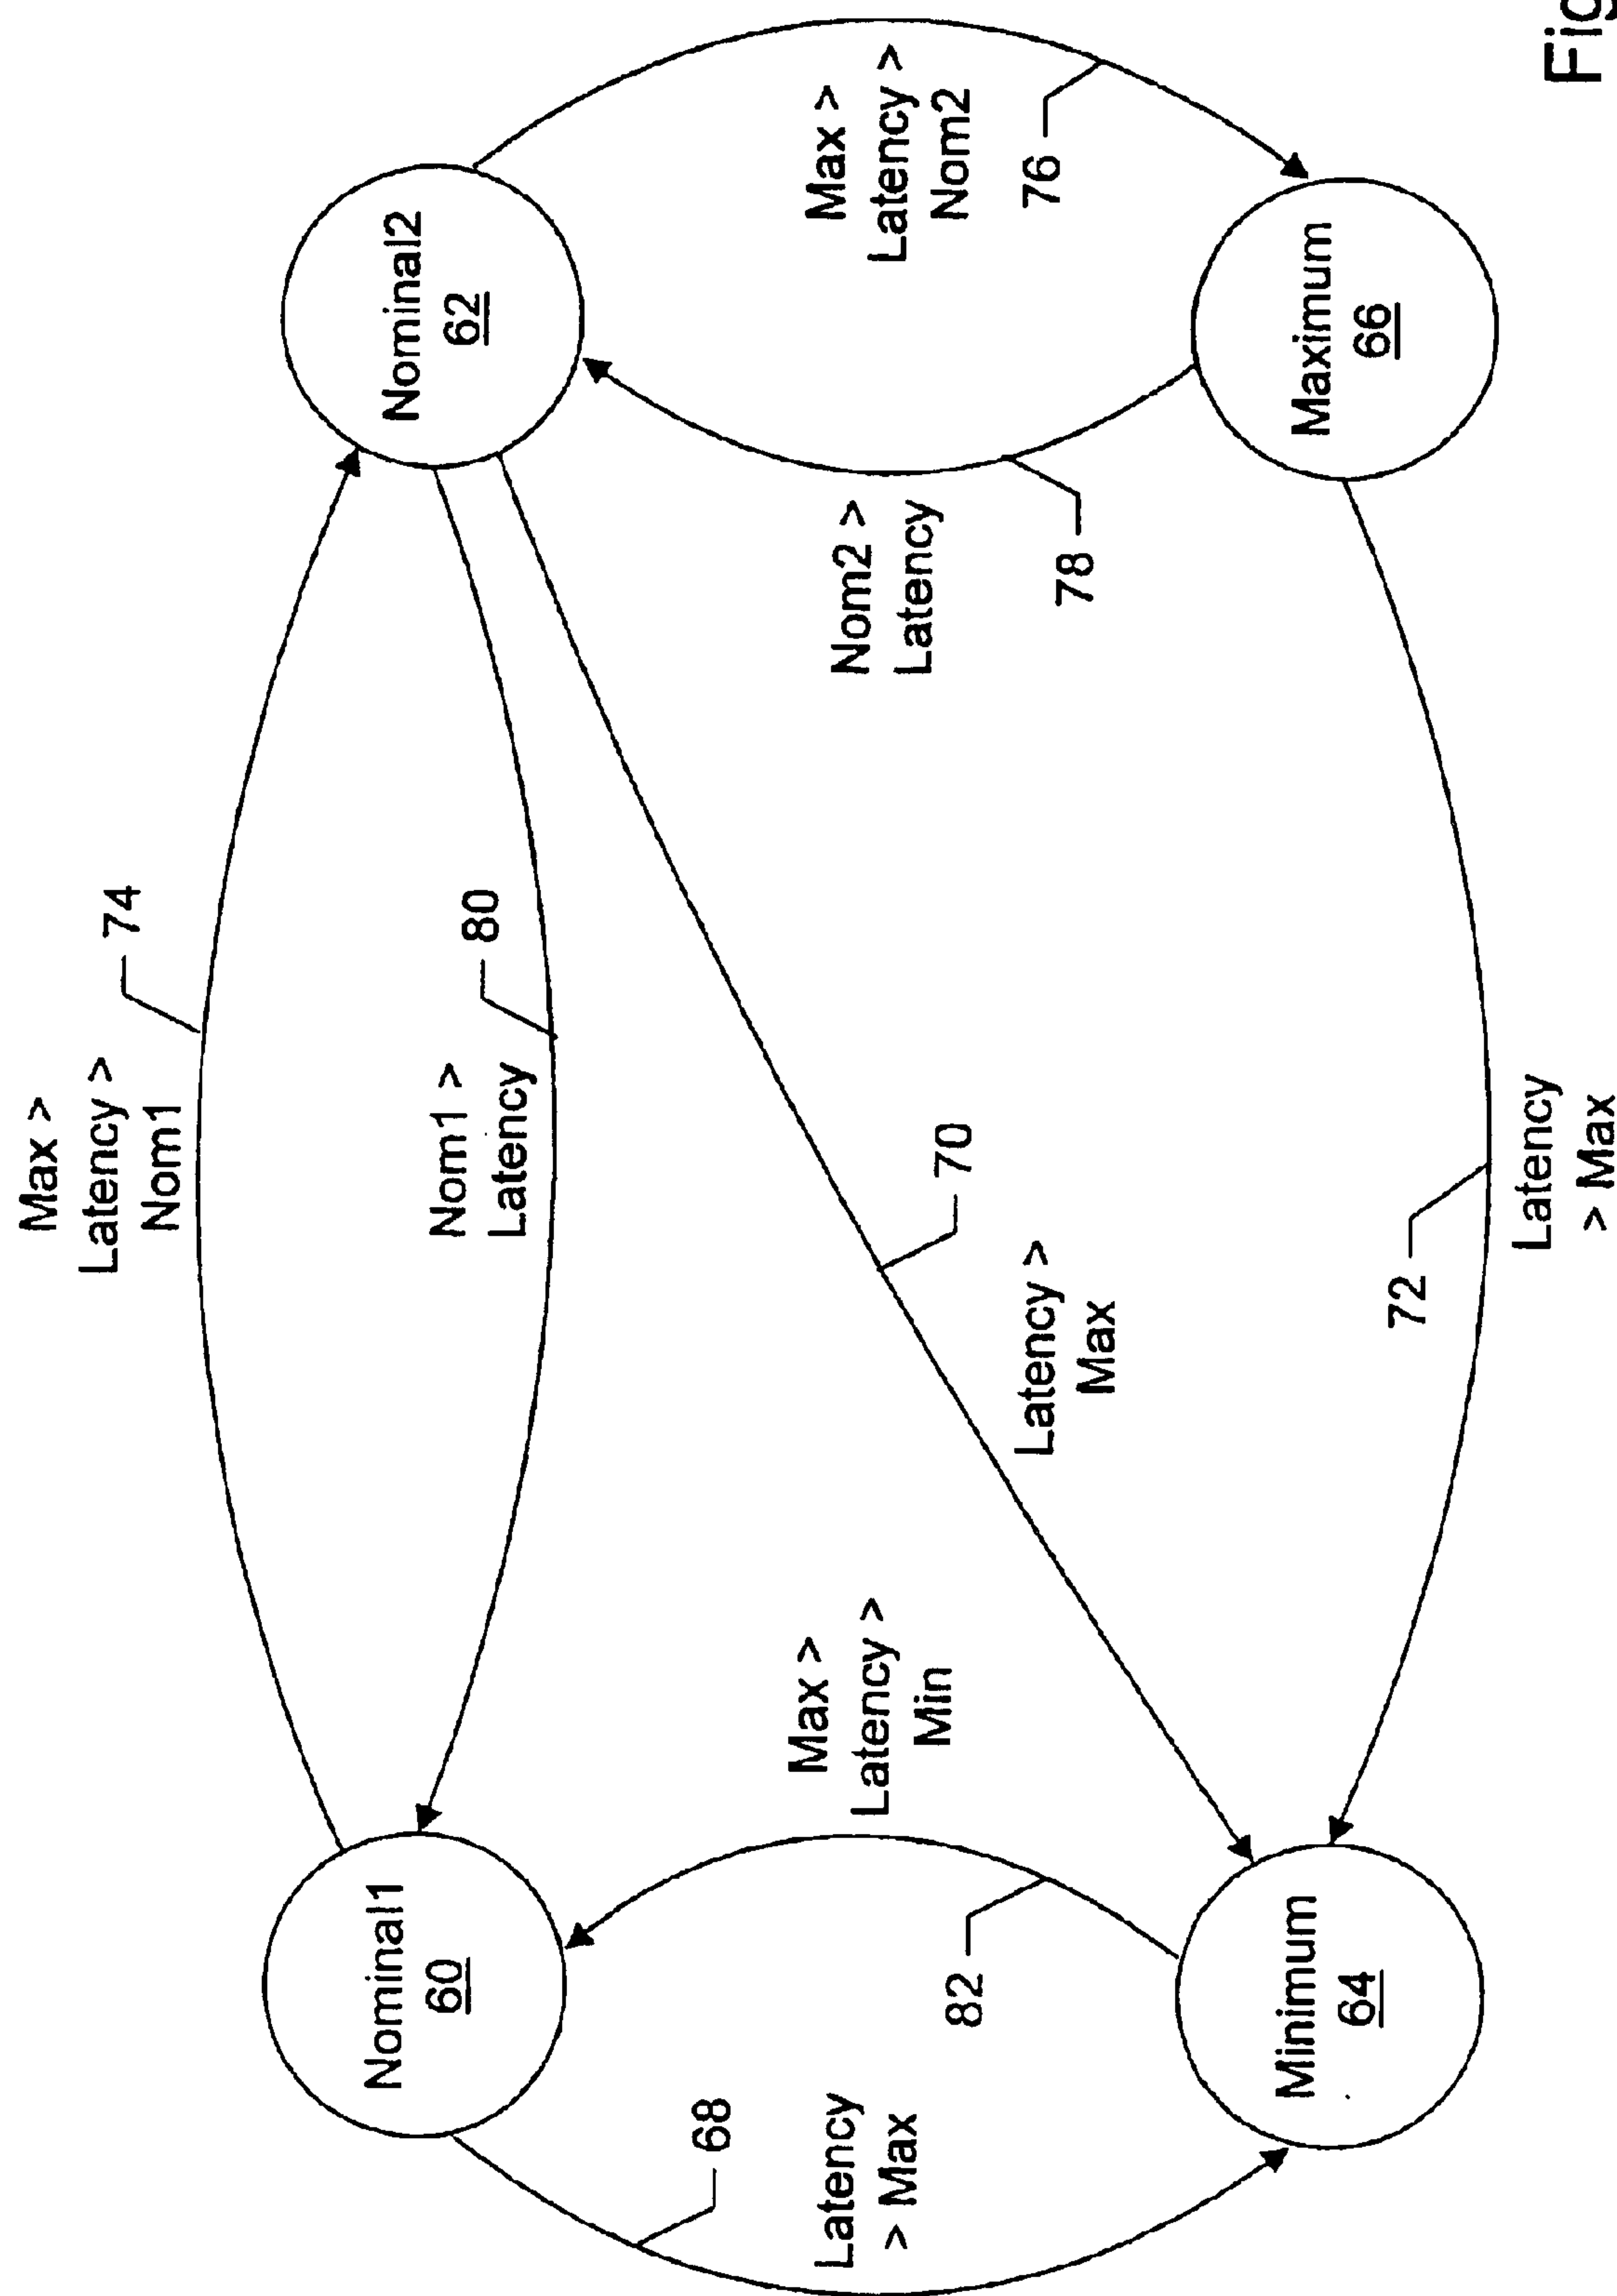 Max >
Latency >
Nom1
74
Nominal1
60
Nom1 >
Latency
80
Nominal2
62
68
Latency
> Max
82
Max >
Latency >
Min
Latency >
Max
70
Nom2 >
Latency
78
Max >
Latency >
Nom2
76
Minimum
64
72
Latency
> Max
Maximum
66
Fig